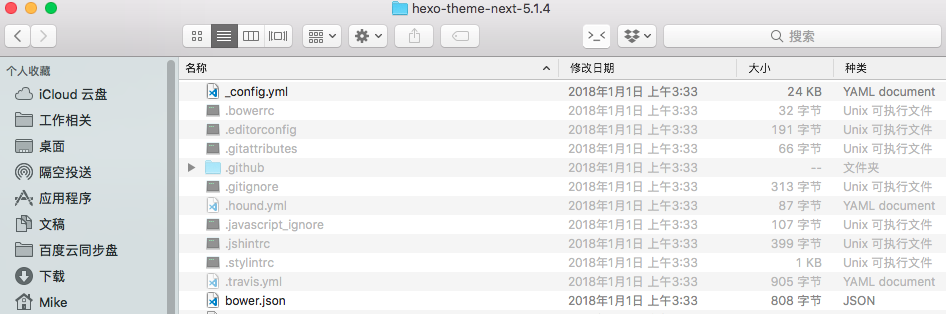 hexo-theme-next-5.1.4
搜索
个人收藏
iCloud 云盘
工作相关
桌面
隔空投送
应用程序
文稿
百度云同步盘
下载
Mike
名称 修改日期 大小 种类
_config.yml 2018年1月1日 上午3:33 24 KB YAML document
.bowerrc 2018年1月1日 上午3:33 32 字节 Unix 可执行文件
.editorconfig 2018年1月1日 上午3:33 191 字节 Unix 可执行文件
.gitattributes 2018年1月1日 上午3:33 66 字节 Unix 可执行文件
.github 2018年1月1日 上午3:33 -- 文件夹
.gitignore 2018年1月1日 上午3:33 313 字节 Unix 可执行文件
.hound.yml 2018年1月1日 上午3:33 87 字节 YAML document
.javascript_ignore 2018年1月1日 上午3:33 107 字节 Unix 可执行文件
.jshintrc 2018年1月1日 上午3:33 399 字节 Unix 可执行文件
.stylintrc 2018年1月1日 上午3:33 1 KB Unix 可执行文件
.travis.yml 2018年1月1日 上午3:33 905 字节 YAML document
bower.json 2018年1月1日 上午3:33 808 字节 JSON